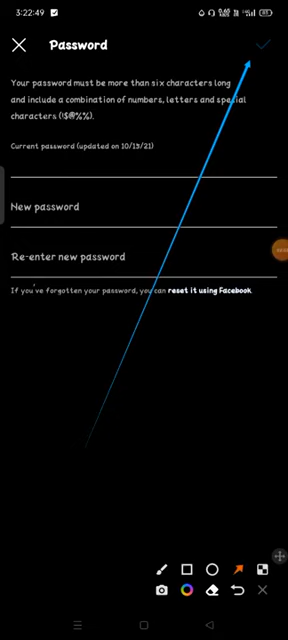 3:22:49
Password
Your password must be more than six characters long
and include a combination of numbers, letters and special
characters (!$@%%).
Current password (updated on 10/13/21)
New password
Re-enter new password
If you've forgotten your password, you can reset it using Facebook